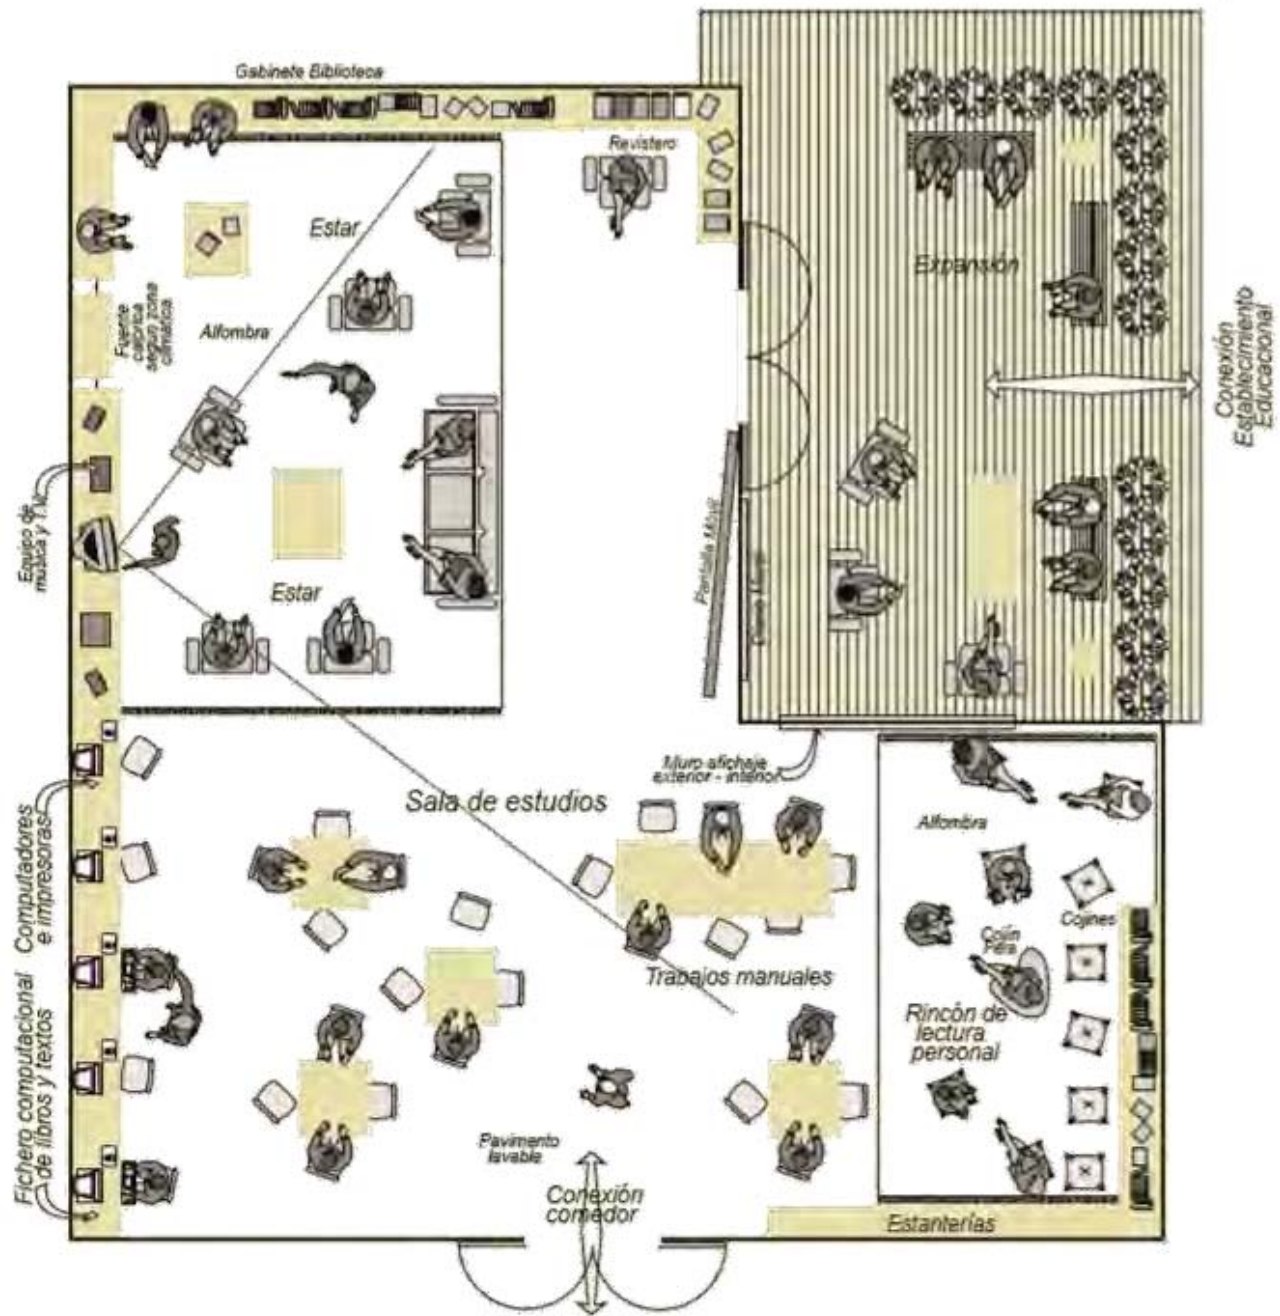 Gabinete Biblioteca
Revistero
Estar
Expansión
Fuente
calórica
según zona
climática
Alfombra
Conexión
Establecimiento
Educacional
Equipo de
música y T.V.
Pantalla Móvil
Estar
Muro afichaje
exterior - interior
Sala de estudios
Alfombra
Computadores
e impresoras
Cojines
Cojín
Pera
Trabajos manuales
Rincón de
lectura
personal
Fichero computacional
de libros y textos
Pavimento
lavable
Conexión
comedor
Estanterías